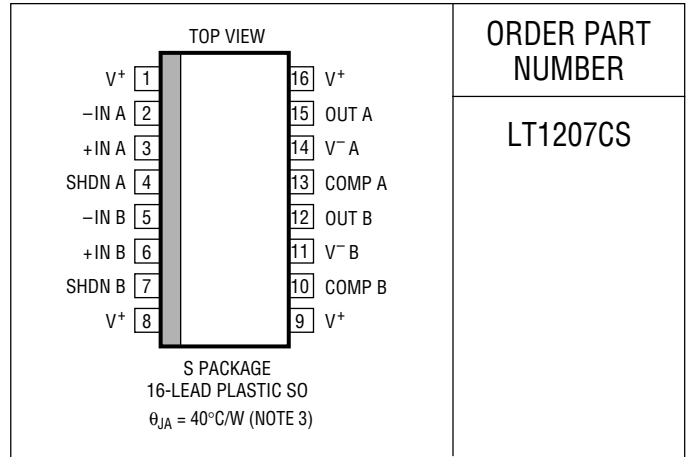 TOP VIEW
V+ 1 16 V+
–IN A 2 15 OUT A
+IN A 3 14 V– A
SHDN A 4 13 COMP A
–IN B 5 12 OUT B
+IN B 6 11 V– B
SHDN B 7 10 COMP B
V+ 8 9 V+
S PACKAGE
16-LEAD PLASTIC SO
θJA = 40°C/W (NOTE 3)
ORDER PART
NUMBER
LT1207CS